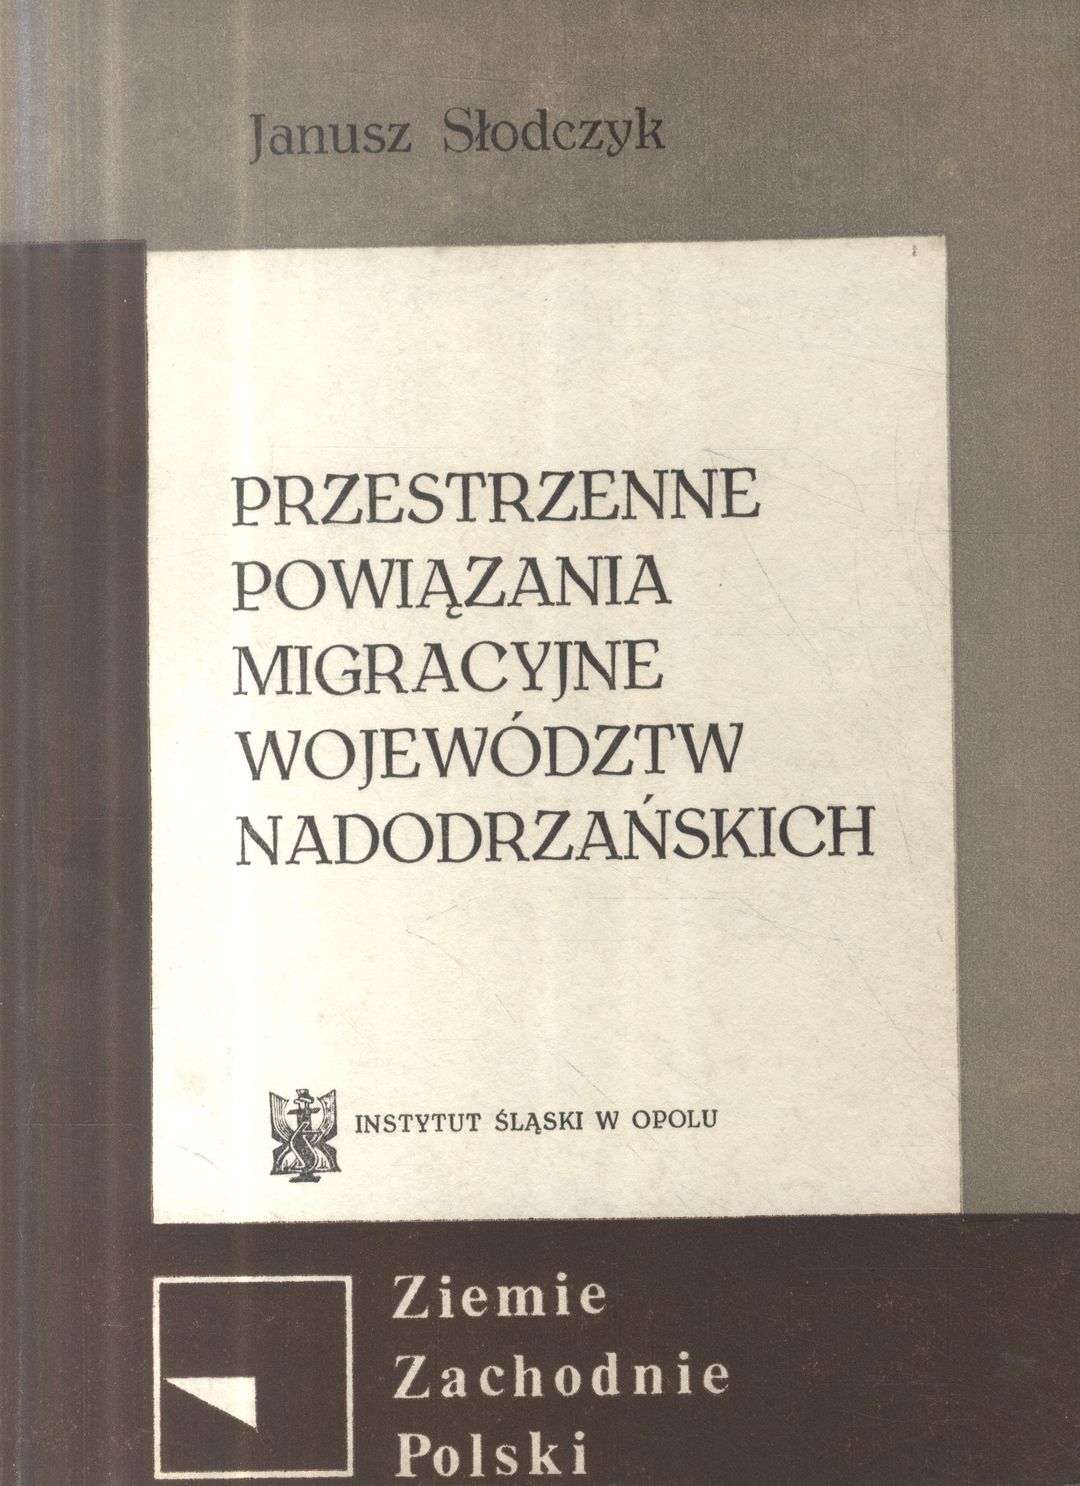 Janusz Słodczyk
PRZESTRZENNE
POWIĄZANIA
MIGRACYJNE
WOJEWÓDZTW
NADODRZAŃSKICH
INSTYTUT ŚLĄSKI W OPOLU
Ziemie
Zachodnie
Polski